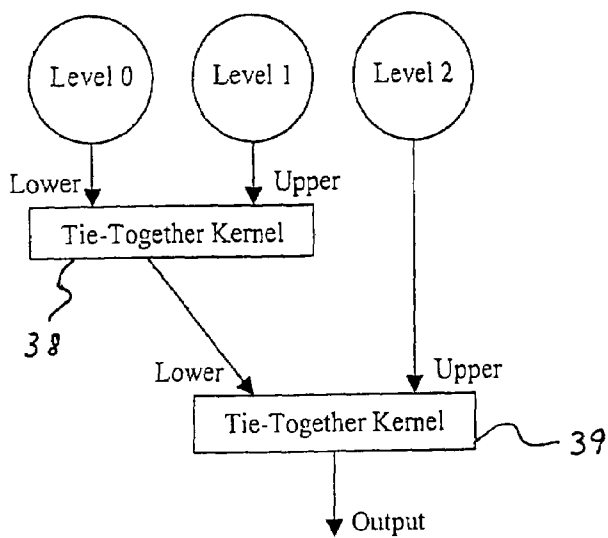 Level 0
Level 1
Level 2
Lower
Upper
Tie-Together Kernel
38
Lower
Upper
Tie-Together Kernel
39
Output